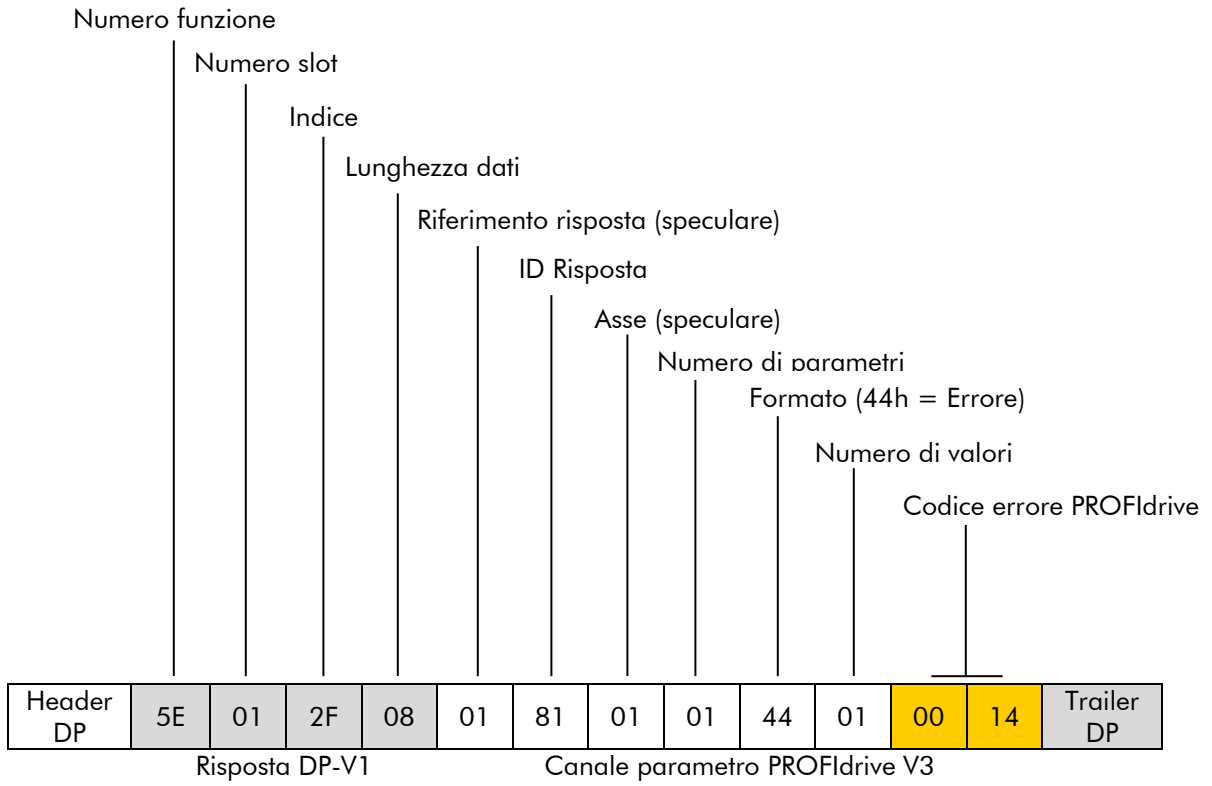 Numero funzione
Numero slot
Indice
Lunghezza dati
Riferimento risposta (speculare)
ID Risposta
Asse (speculare)
Numero di parametri
Formato (44h = Errore)
Numero di valori
Codice errore PROFIdrive
Header DP 5E 01 2F 08 01 81 01 01 44 01 00 14 Trailer DP
Risposta DP-V1 Canale parametro PROFIdrive V3